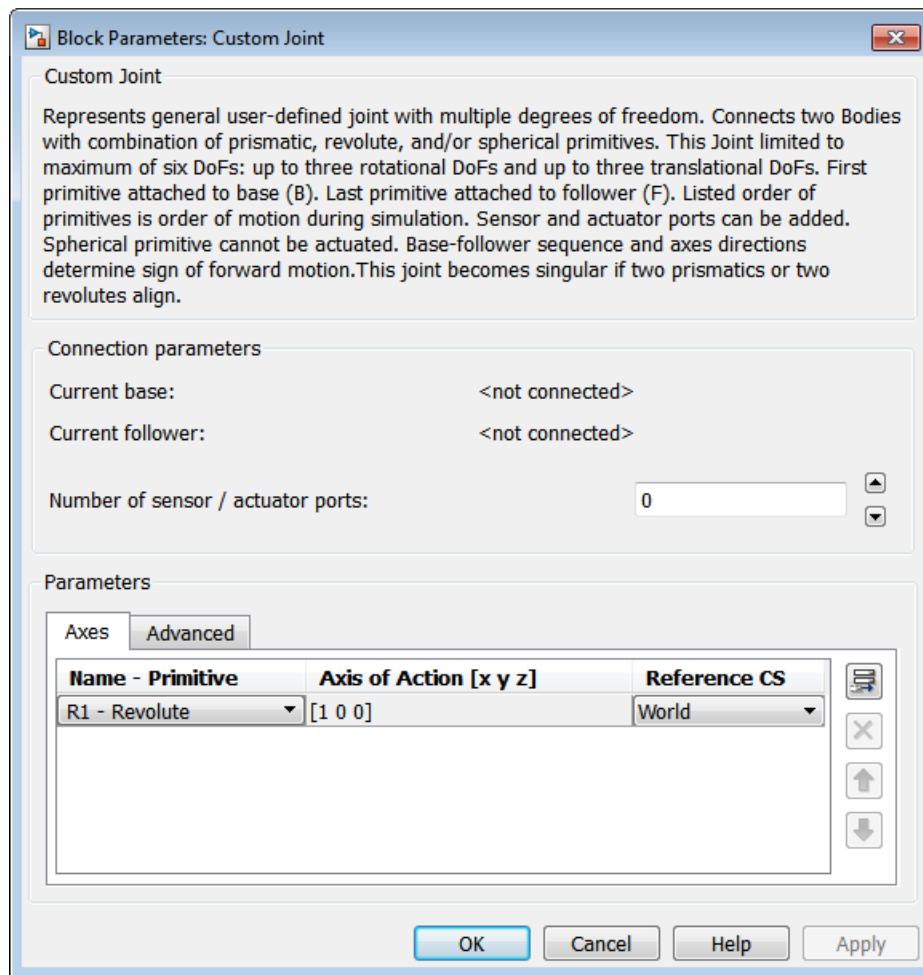 Block Parameters: Custom Joint
Custom Joint
Represents general user-defined joint with multiple degrees of freedom. Connects two Bodies
with combination of prismatic, revolute, and/or spherical primitives. This Joint limited to
maximum of six DoFs: up to three rotational DoFs and up to three translational DoFs. First
primitive attached to base (B). Last primitive attached to follower (F). Listed order of
primitives is order of motion during simulation. Sensor and actuator ports can be added.
Spherical primitive cannot be actuated. Base-follower sequence and axes directions
determine sign of forward motion.This joint becomes singular if two prismatics or two
revolutes align.
Connection parameters
Current base: <not connected>
Current follower: <not connected>
Number of sensor / actuator ports: 0
Parameters
Axes Advanced
Name - Primitive Axis of Action [x y z] Reference CS
R1 - Revolute [1 0 0] World
OK Cancel Help Apply